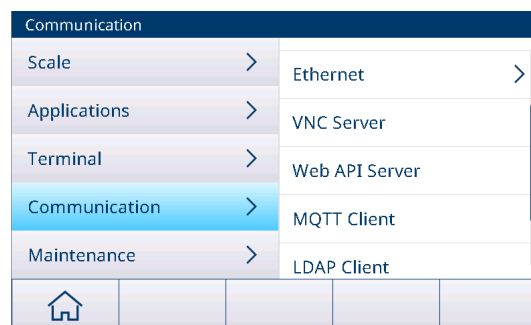 Communication
Scale
Applications
Terminal
Communication
Maintenance
Ethernet
VNC Server
Web API Server
MQTT Client
LDAP Client